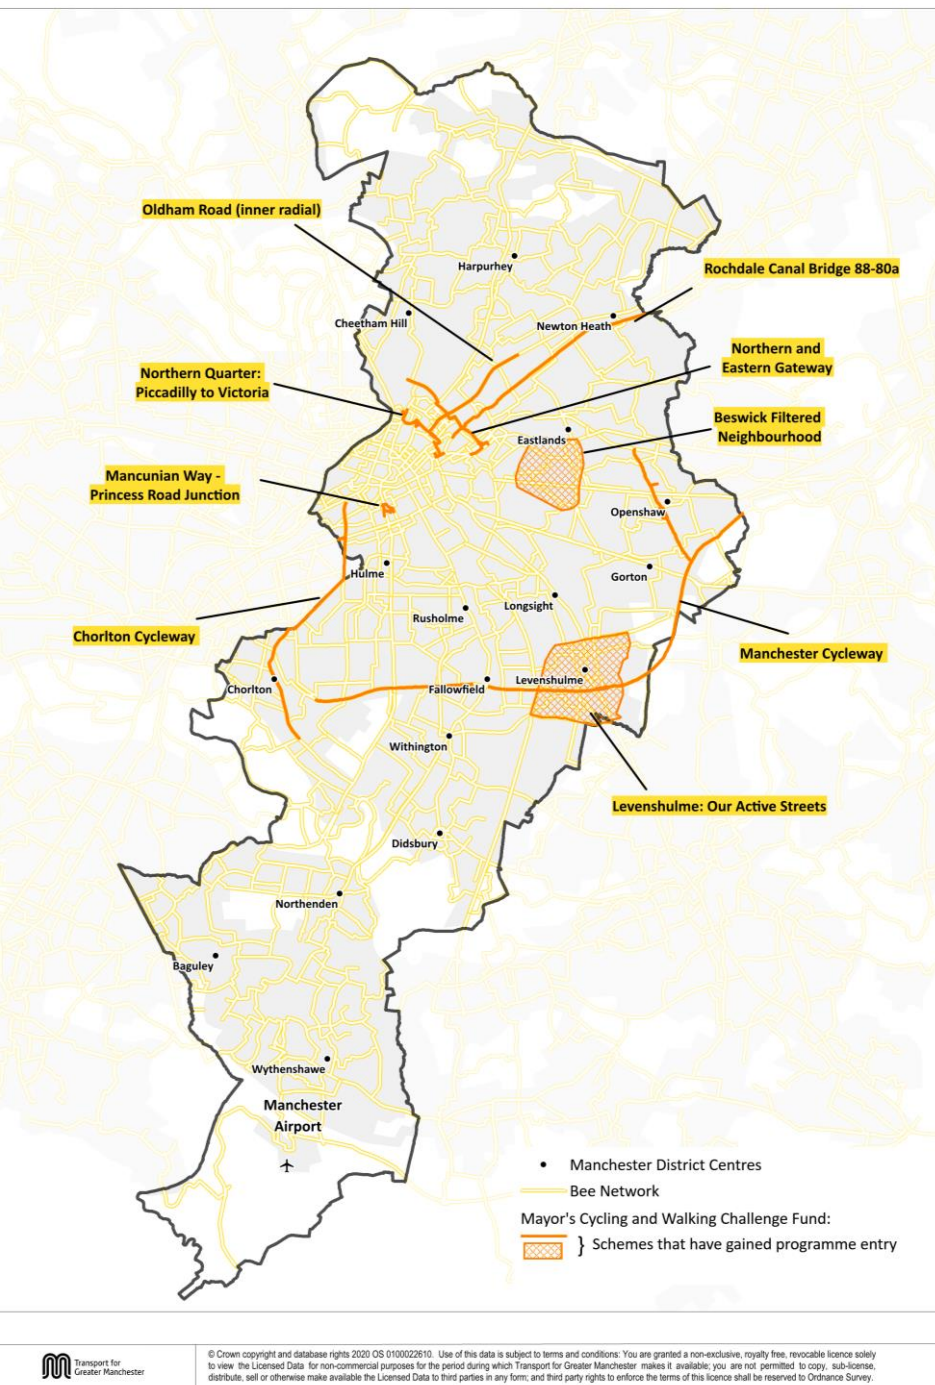 Oldham Road (inner radial)
Harpurhey
Rochdale Canal Bridge 88-80a
Cheetham Hill
Newton Heath
Northern and
Eastern Gateway
Northern Quarter:
Piccadilly to Victoria
Beswick Filtered
Neighbourhood
Eastlands
Mancunian Way -
Princess Road Junction
Openshaw
Hulme
Gorton
Longsight
Rusholme
Chorlton Cycleway
Manchester Cycleway
Levenshulme
Chorlton
Fallowfield
Withington
Levenshulme: Our Active Streets
Didsbury
Northenden
Baguley
Wythenshawe
Manchester
Airport
Manchester District Centres
Bee Network
Mayor's Cycling and Walking Challenge Fund:
} Schemes that have gained programme entry
Transport for
Greater Manchester
© Crown copyright and database rights 2020 OS 0100022610. Use of this data is subject to terms and conditions: You are granted a non-exclusive, royalty free, revocable licence solely
to view the Licensed Data for non-commercial purposes for the period during which Transport for Greater Manchester makes it available; you are not permitted to copy, sub-license,
distribute, sell or otherwise make available the Licensed Data to third parties in any form; and third party rights to enforce the terms of this licence shall be reserved to Ordnance Survey.